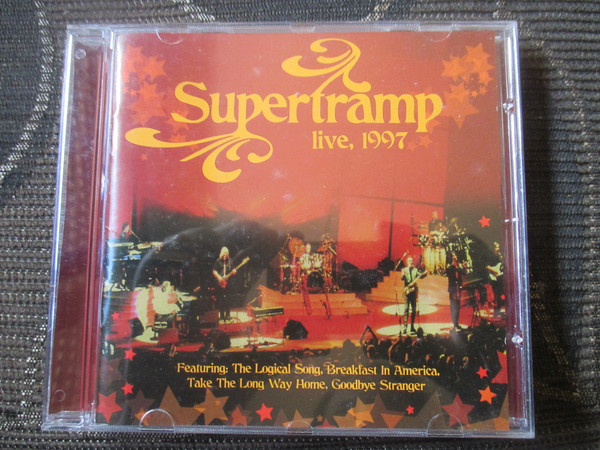 Supertramp
live, 1997
Featuring: The Logical Song, Breakfast In America,
Take The Long Way Home, Goodbye Stranger